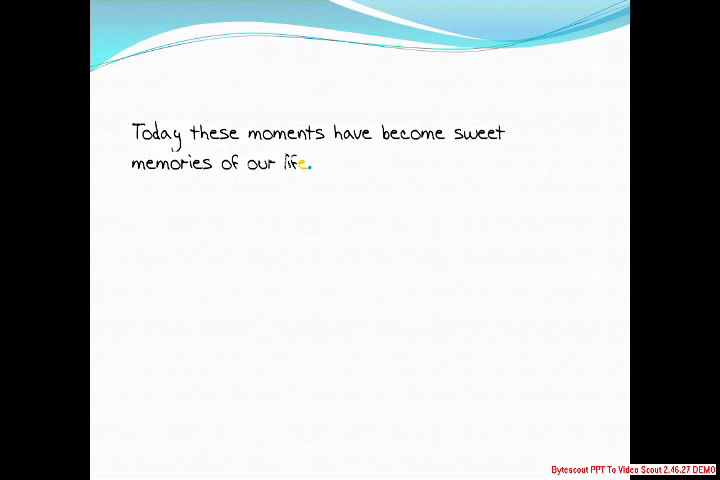 Today these moments have become sweet
memories of our life.
Bytescout PPT To Video Scout 2.46.27 DEMO